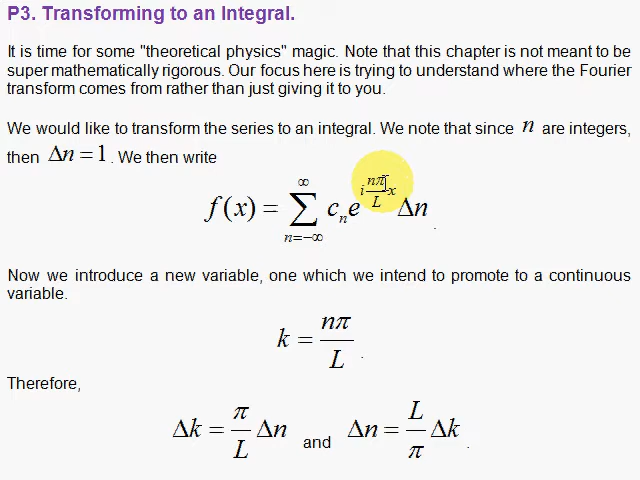 P3. Transforming to an Integral.
It is time for some "theoretical physics" magic. Note that this chapter is not meant to be
super mathematically rigorous. Our focus here is trying to understand where the Fourier
transform comes from rather than just giving it to you.
We would like to transform the series to an integral. We note that since n are integers,
then Δn = 1. We then write
f(x) = ∑_{n=-∞}^{∞} c_n e^{i\frac{nπ}{L}x} Δn .
Now we introduce a new variable, one which we intend to promote to a continuous
variable.
k = \frac{nπ}{L} .
Therefore,
Δk = \frac{π}{L} Δn and Δn = \frac{L}{π} Δk .